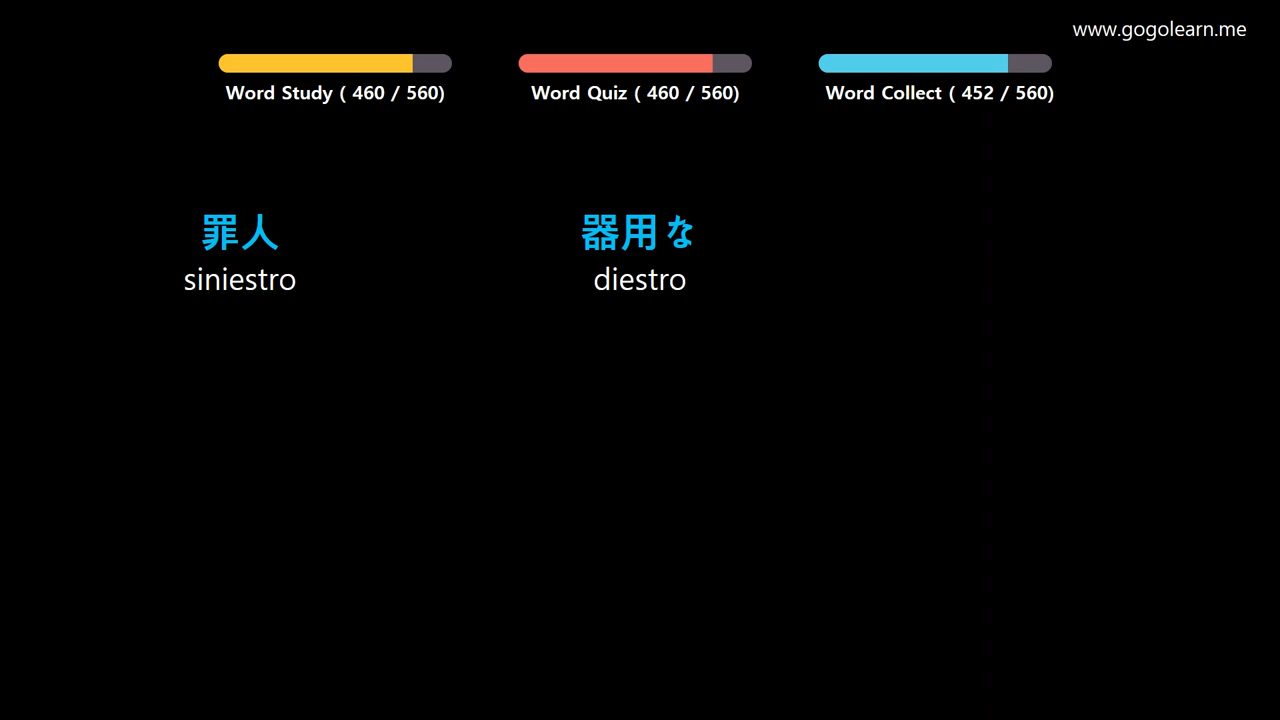 www.gogolearn.me
Word Study ( 460 / 560)
Word Quiz ( 460 / 560)
Word Collect ( 452 / 560)
罪人
siniestro
器用な
diestro